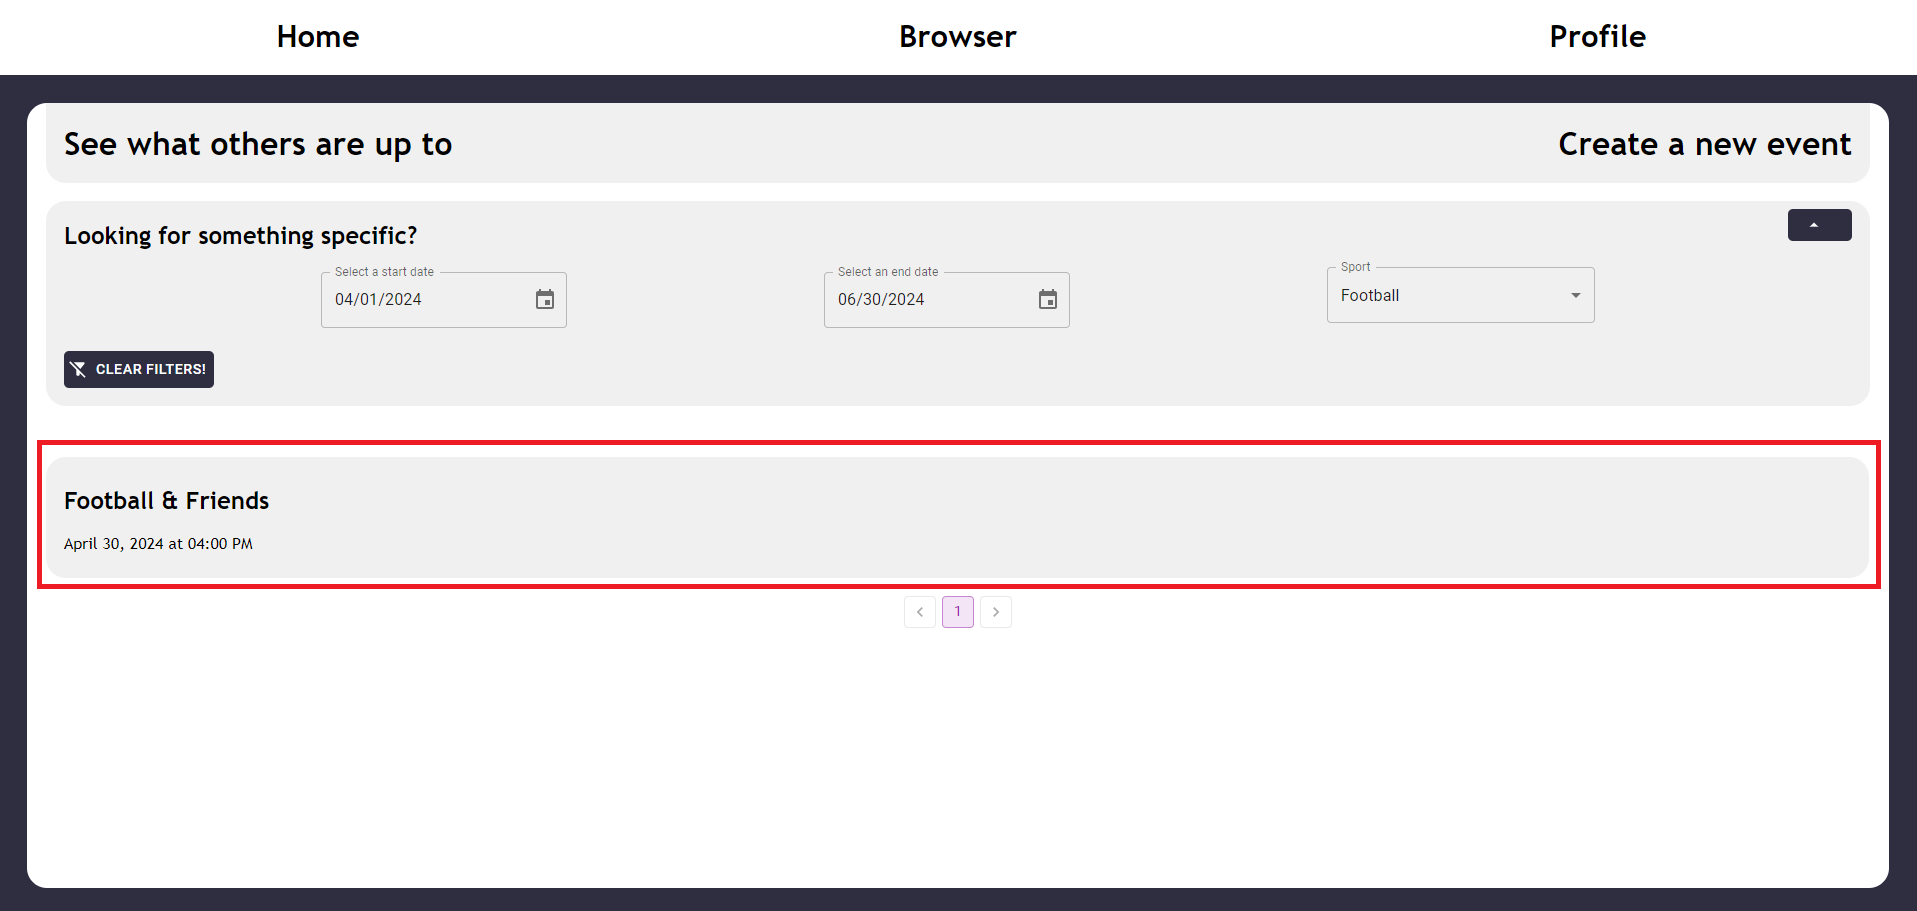 Home
Browser
Profile
See what others are up to
Create a new event
Looking for something specific?
Select a start date
04/01/2024
Select an end date
06/30/2024
Sport
Football
CLEAR FILTERS!
Football & Friends
April 30, 2024 at 04:00 PM
1